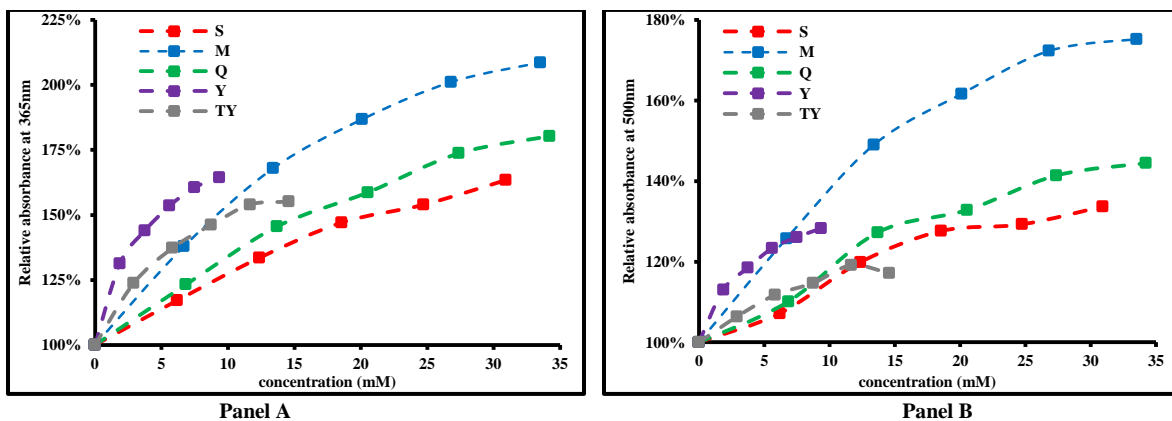 225%
200%
175%
150%
125%
100%
Relative absorbance at 365nm
S
M
Q
Y
TY
0 5 10 15 20 25 30 35
concentration (mM)
Panel A
180%
160%
140%
120%
100%
Relative absorbance at 500nm
S
M
Q
Y
TY
0 5 10 15 20 25 30 35
concentration (mM)
Panel B